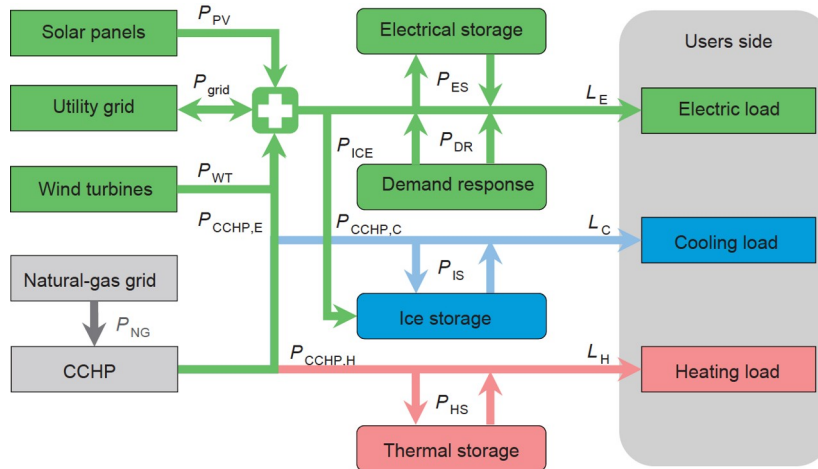 Solar panels
P_PV
Electrical storage
Users side
Utility grid
P_grid
P_ES
L_E
Electric load
P_ICE
P_DR
Wind turbines
P_WT
Demand response
P_CCHP,E
P_CCHP,C
L_C
Cooling load
Natural-gas grid
P_IS
Ice storage
P_NG
CCHP
P_CCHP,H
L_H
Heating load
P_HS
Thermal storage